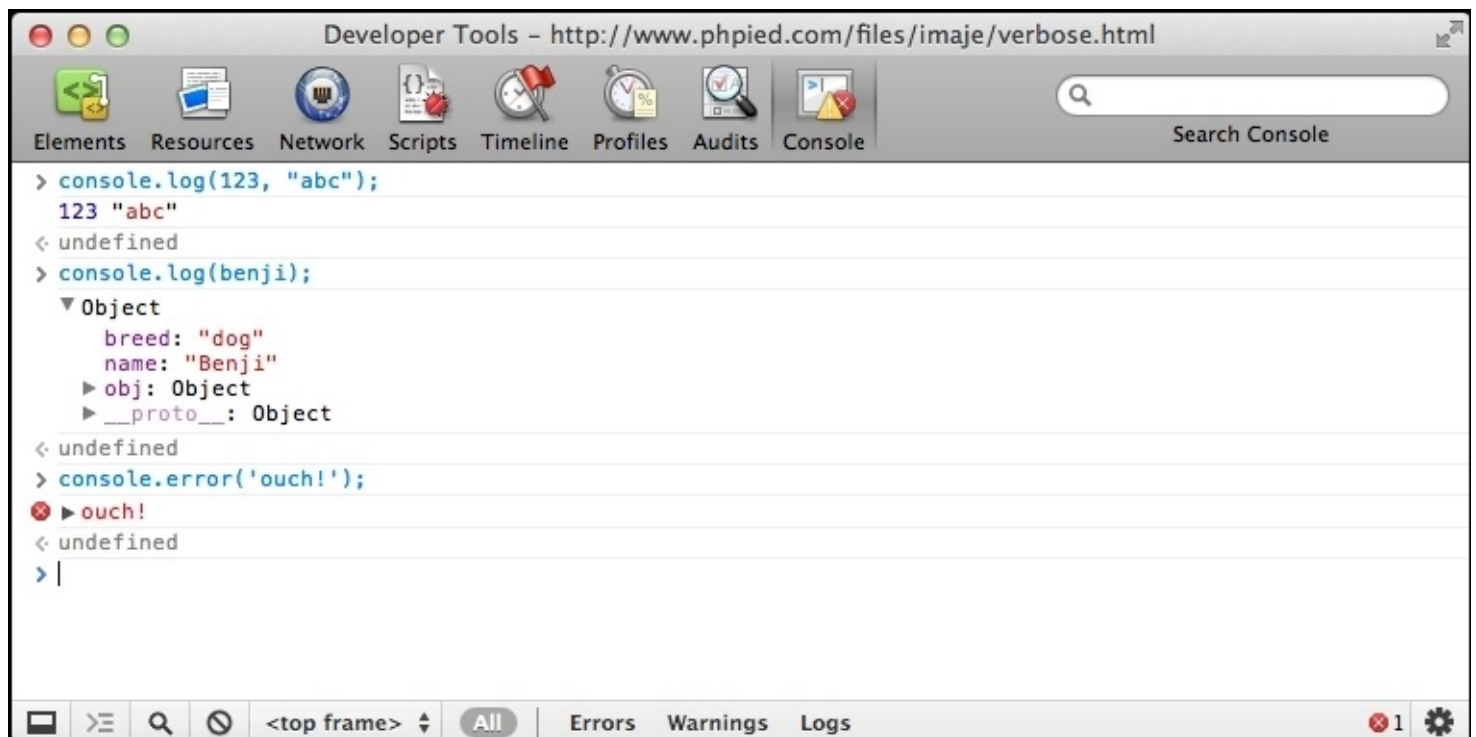 Developer Tools – http://www.phpied.com/files/imaje/verbose.html
Elements Resources Network Scripts Timeline Profiles Audits Console Search Console
> console.log(123, "abc");
123 "abc"
undefined
> console.log(benji);
▼ Object
breed: "dog"
name: "Benji"
▶ obj: Object
▶ __proto__: Object
undefined
> console.error('ouch!');
▶ ouch!
undefined
>
<top frame> All Errors Warnings Logs 1